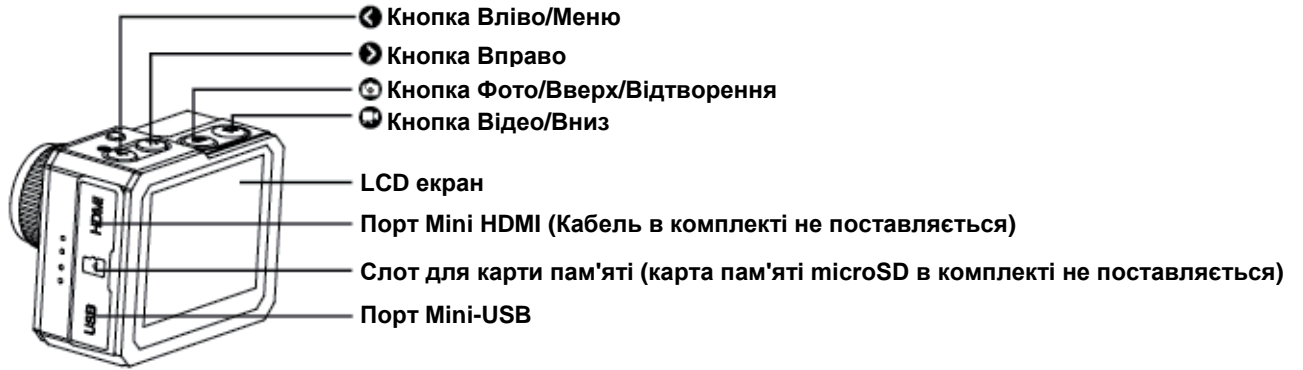 Кнопка Вліво/Меню
Кнопка Вправо
Кнопка Фото/Вверх/Відтворення
Кнопка Відео/Вниз
LCD екран
Порт Mini HDMI (Кабель в комплекті не поставляється)
Слот для карти пам'яті (карта пам'яті microSD в комплекті не поставляється)
Порт Mini-USB
HDMI
USB